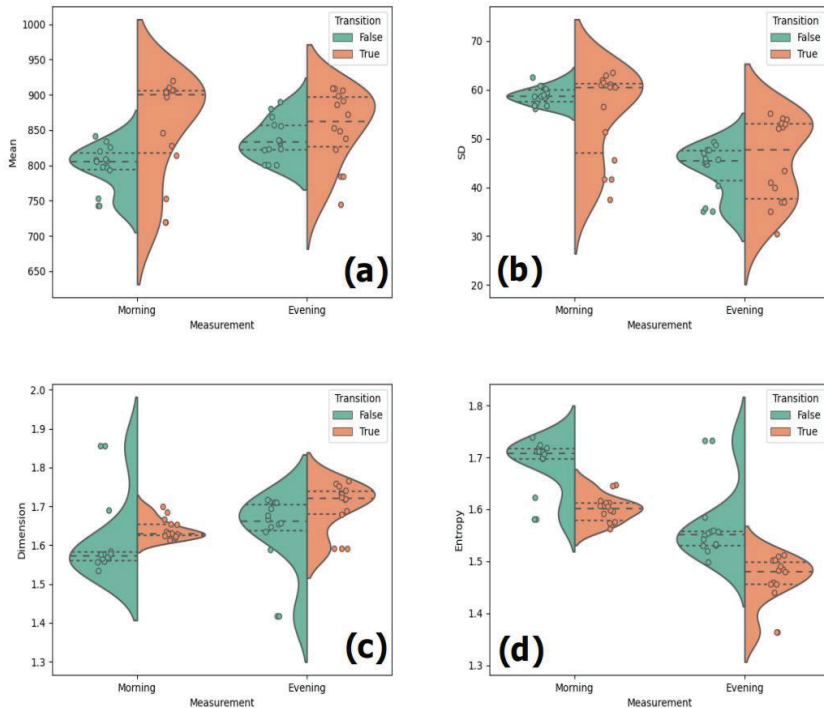 1000
950
900
850
800
750
700
650
Mean
Transition
False
True
(a)
Morning
Evening
Measurement
70
60
50
40
30
20
SD
Transition
False
True
(b)
Morning
Evening
Measurement
2.0
1.9
1.8
1.7
1.6
1.5
1.4
1.3
Dimension
Transition
False
True
(c)
Morning
Evening
Measurement
1.8
1.7
1.6
1.5
1.4
1.3
Entropy
Transition
False
True
(d)
Morning
Evening
Measurement